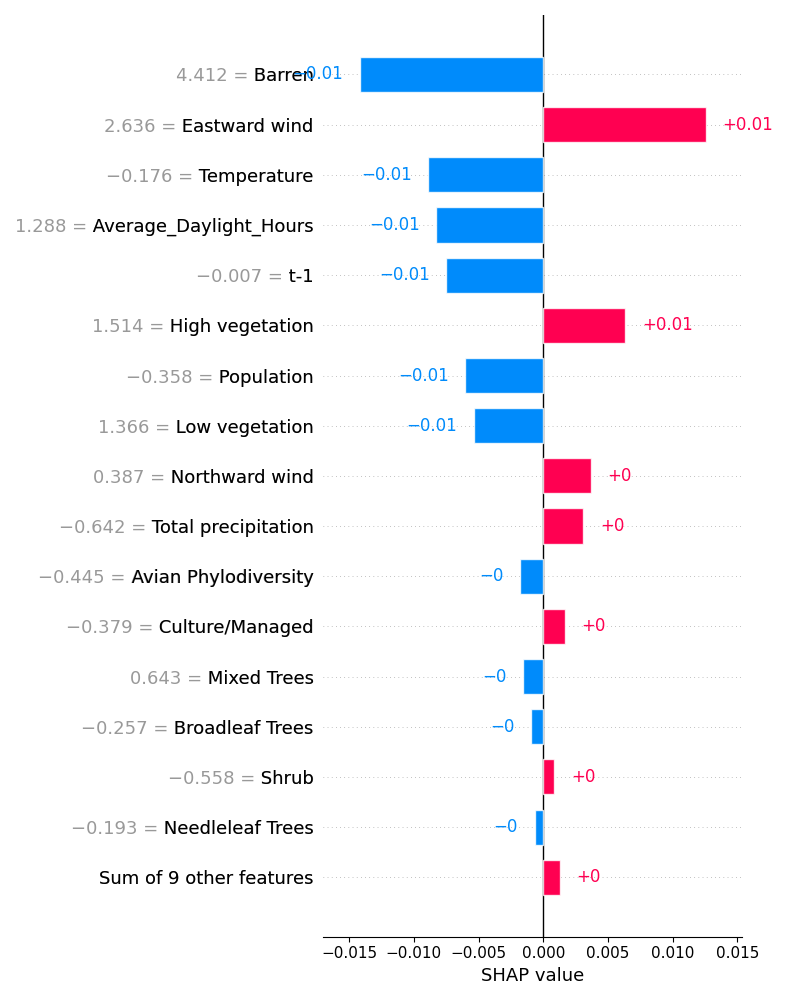 4.412 = Barren −0.01
2.636 = Eastward wind +0.01
−0.176 = Temperature −0.01
1.288 = Average_Daylight_Hours −0.01
−0.007 = t-1 −0.01
1.514 = High vegetation +0.01
−0.358 = Population −0.01
1.366 = Low vegetation −0.01
0.387 = Northward wind +0
−0.642 = Total precipitation +0
−0.445 = Avian Phylodiversity −0
−0.379 = Culture/Managed +0
0.643 = Mixed Trees −0
−0.257 = Broadleaf Trees −0
−0.558 = Shrub +0
−0.193 = Needleleaf Trees −0
Sum of 9 other features +0
−0.015 −0.010 −0.005 0.000 0.005 0.010 0.015
SHAP value